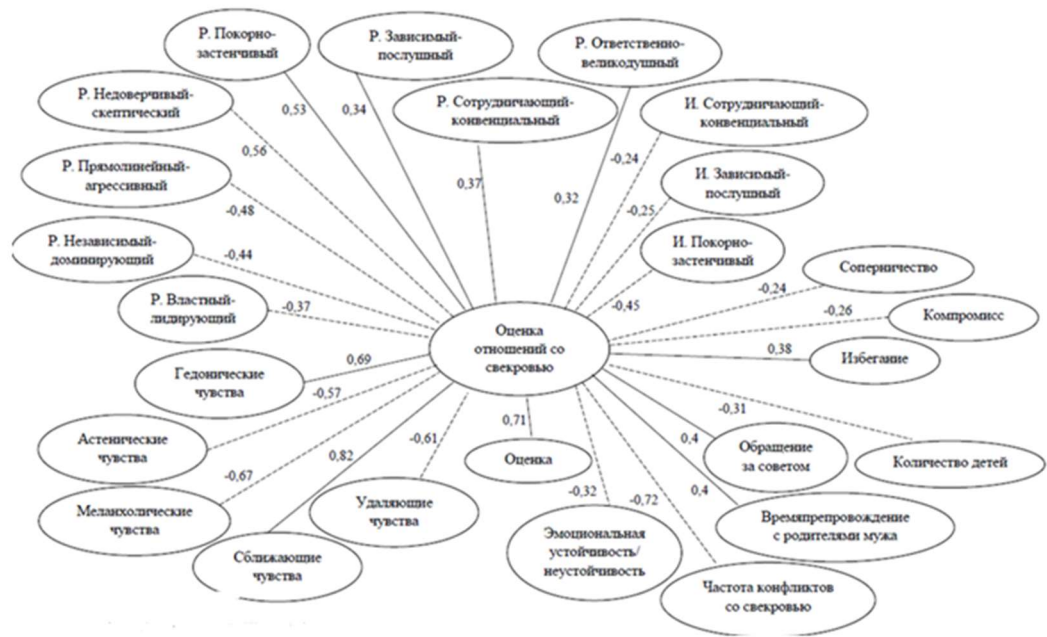 Р. Покорно-
застенчивый
Р. Зависимый-
послушный
Р. Ответственно-
великодушный
Р. Недоверчивый-
скептический
0,53
0,34
Р. Сотрудничающий-
конвенциальный
И. Сотрудничающий-
конвенциальный
0,56
-0,24
Р. Прямолинейный-
агрессивный
0,37
0,32
И. Зависимый-
послушный
-0,48
-0,25
Р. Независимый-
доминирующий
-0,44
И. Покорно-
застенчивый
Соперничество
-0,24
Р. Властный-
лидирующий
-0,37
-0,45
-0,26
Компромисс
Оценка
отношений со
свекровью
0,38
Избегание
0,69
Гедонические
чувства
-0,57
-0,31
Астенические
чувства
0,82
-0,61
0,71
0,4
Обращение
за советом
Количество детей
Оценка
-0,67
Меланхолические
чувства
Удаляющие
чувства
-0,32
-0,72
0,4
Времяпрепровождение
с родителями мужа
Сближающие
чувства
Эмоциональная
устойчивость/
неустойчивость
Частота конфликтов
со свекровью